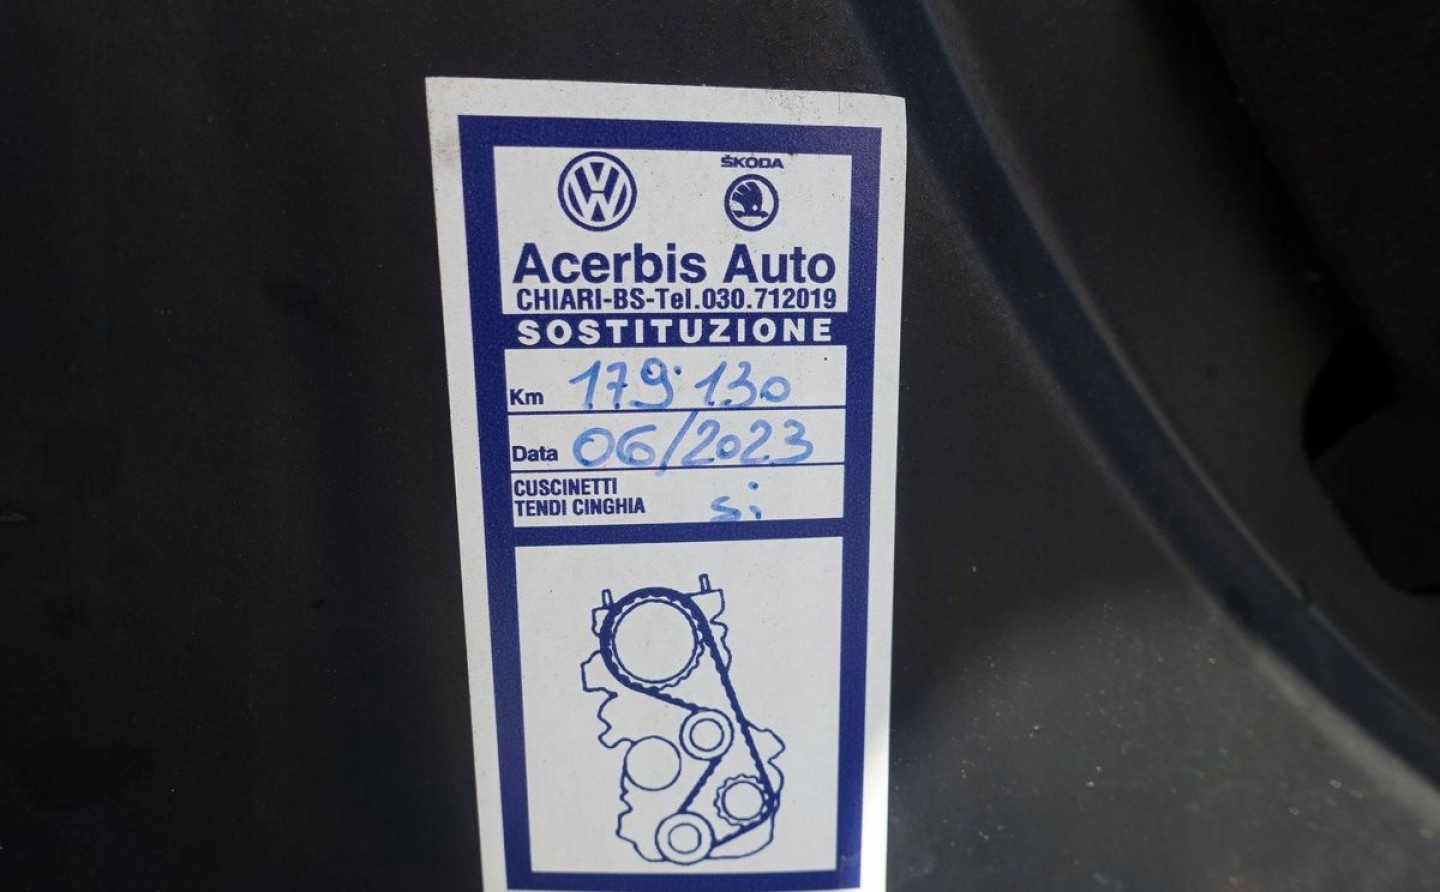 ŠKODA
Acerbis Auto
CHIARI-BS-Tel.030.712019
SOSTITUZIONE
Km 179.130
Data 06/2023
CUSCINETTI
TENDI CINGHIA si